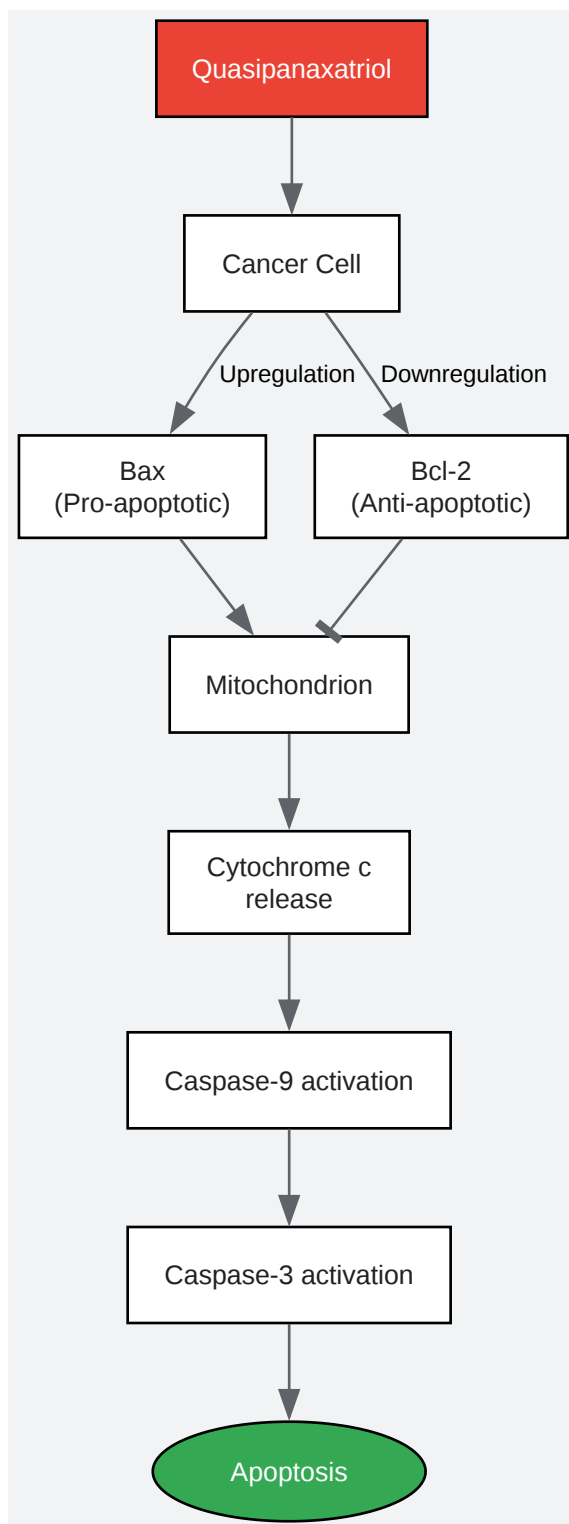 Quasipanaxatriol
Cancer Cell
Upregulation
Downregulation
Bax
(Pro-apoptotic)
Bcl-2
(Anti-apoptotic)
Mitochondrion
Cytochrome c
release
Caspase-9 activation
Caspase-3 activation
Apoptosis